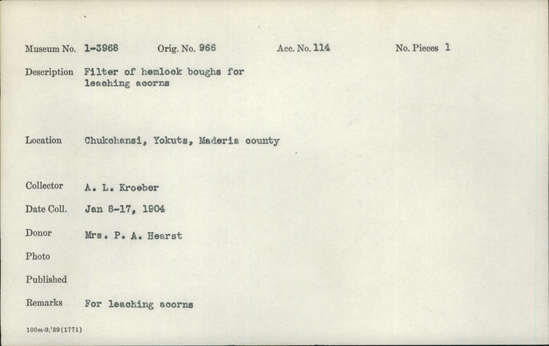 Museum No. 1-3968 Orig. No. 966 Acc. No. 114 No. Pieces 1
Description Filter of hemlock boughs for
leaching acorns
Location Chukchansi, Yokuts, Maderia county
Collector A. L. Kroeber
Date Coll. Jan 8-17, 1904
Donor Mrs. P. A. Hearst
Photo
Published
Remarks For leaching acorns
100m-9,'39(1771)